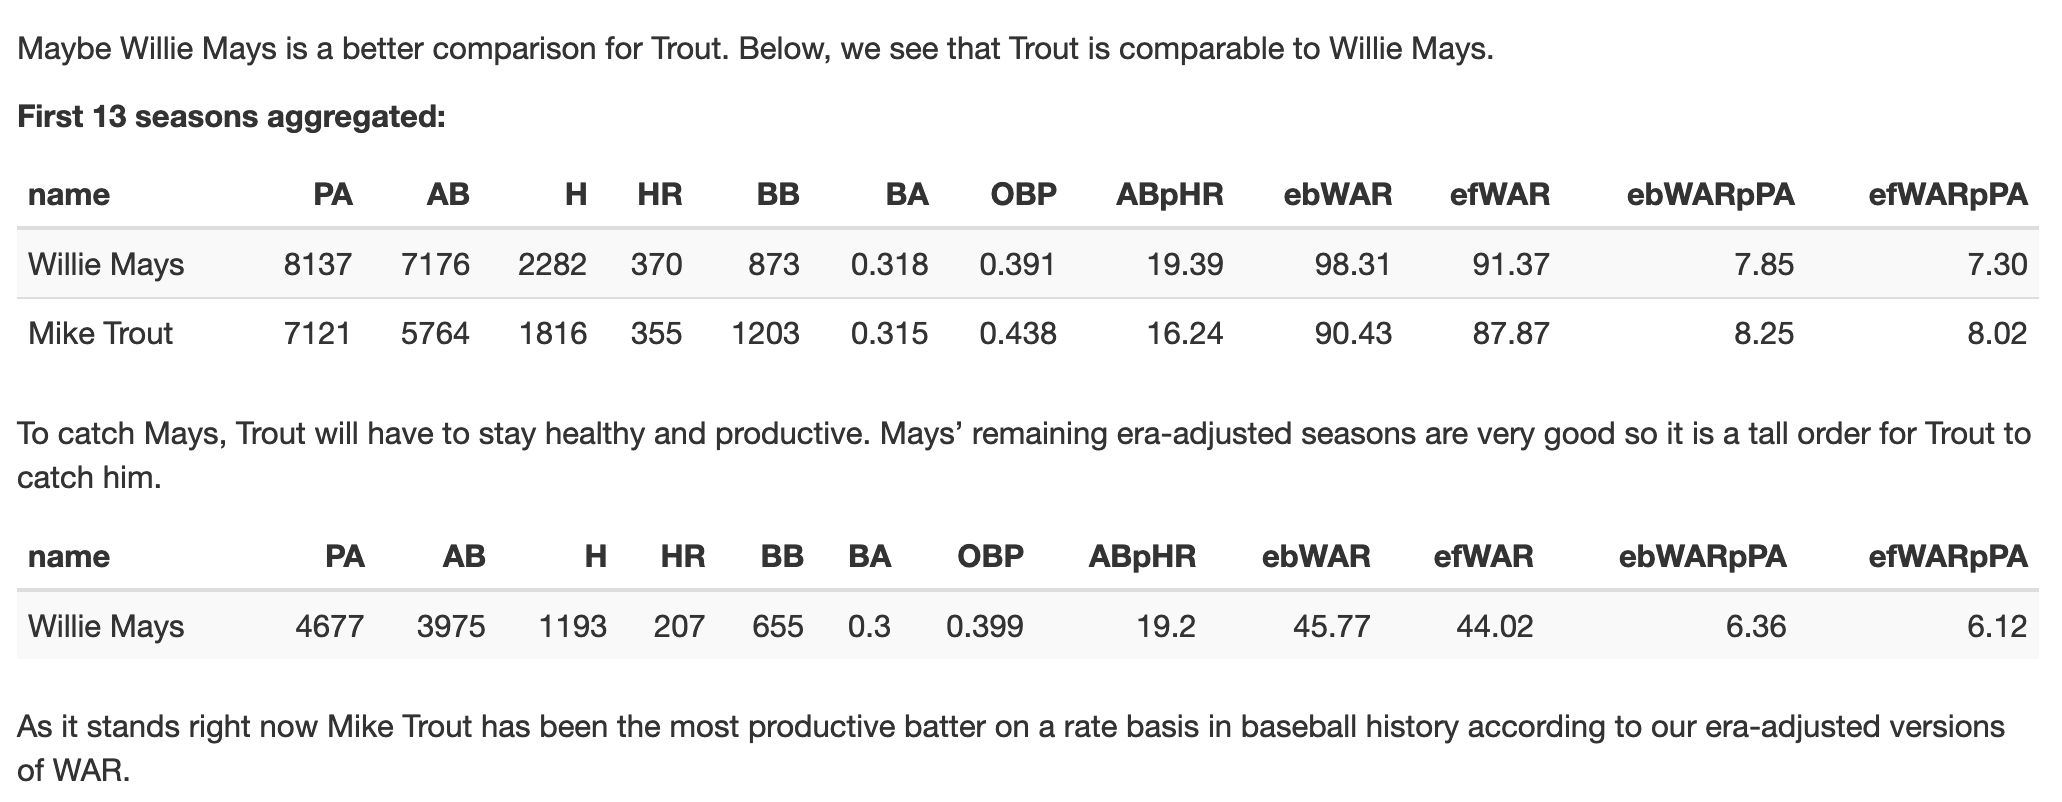 Maybe Willie Mays is a better comparison for Trout. Below, we see that Trout is comparable to Willie Mays.
First 13 seasons aggregated:
name PA AB H HR BB BA OBP ABpHR ebWAR efWAR ebWARpPA efWARpPA
Willie Mays 8137 7176 2282 370 873 0.318 0.391 19.39 98.31 91.37 7.85 7.30
Mike Trout 7121 5764 1816 355 1203 0.315 0.438 16.24 90.43 87.87 8.25 8.02
To catch Mays, Trout will have to stay healthy and productive. Mays’ remaining era-adjusted seasons are very good so it is a tall order for Trout to
catch him.
name PA AB H HR BB BA OBP ABpHR ebWAR efWAR ebWARpPA efWARpPA
Willie Mays 4677 3975 1193 207 655 0.3 0.399 19.2 45.77 44.02 6.36 6.12
As it stands right now Mike Trout has been the most productive batter on a rate basis in baseball history according to our era-adjusted versions
of WAR.